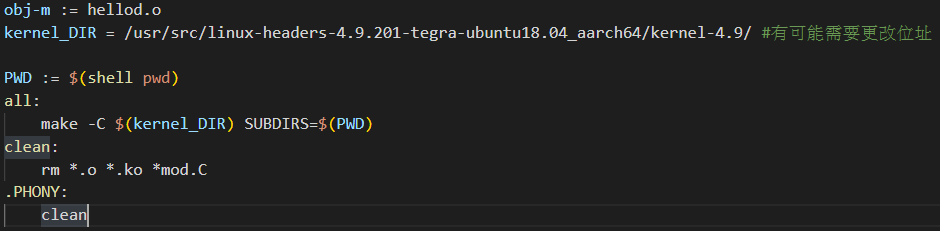 obj-m := hellod.o
kernel_DIR = /usr/src/linux-headers-4.9.201-tegra-ubuntu18.04_aarch64/kernel-4.9/ #有可能需要更改位址
PWD := $(shell pwd)
all:
make -C $(kernel_DIR) SUBDIRS=$(PWD)
clean:
rm *.o *.ko *mod.C
.PHONY:
clean